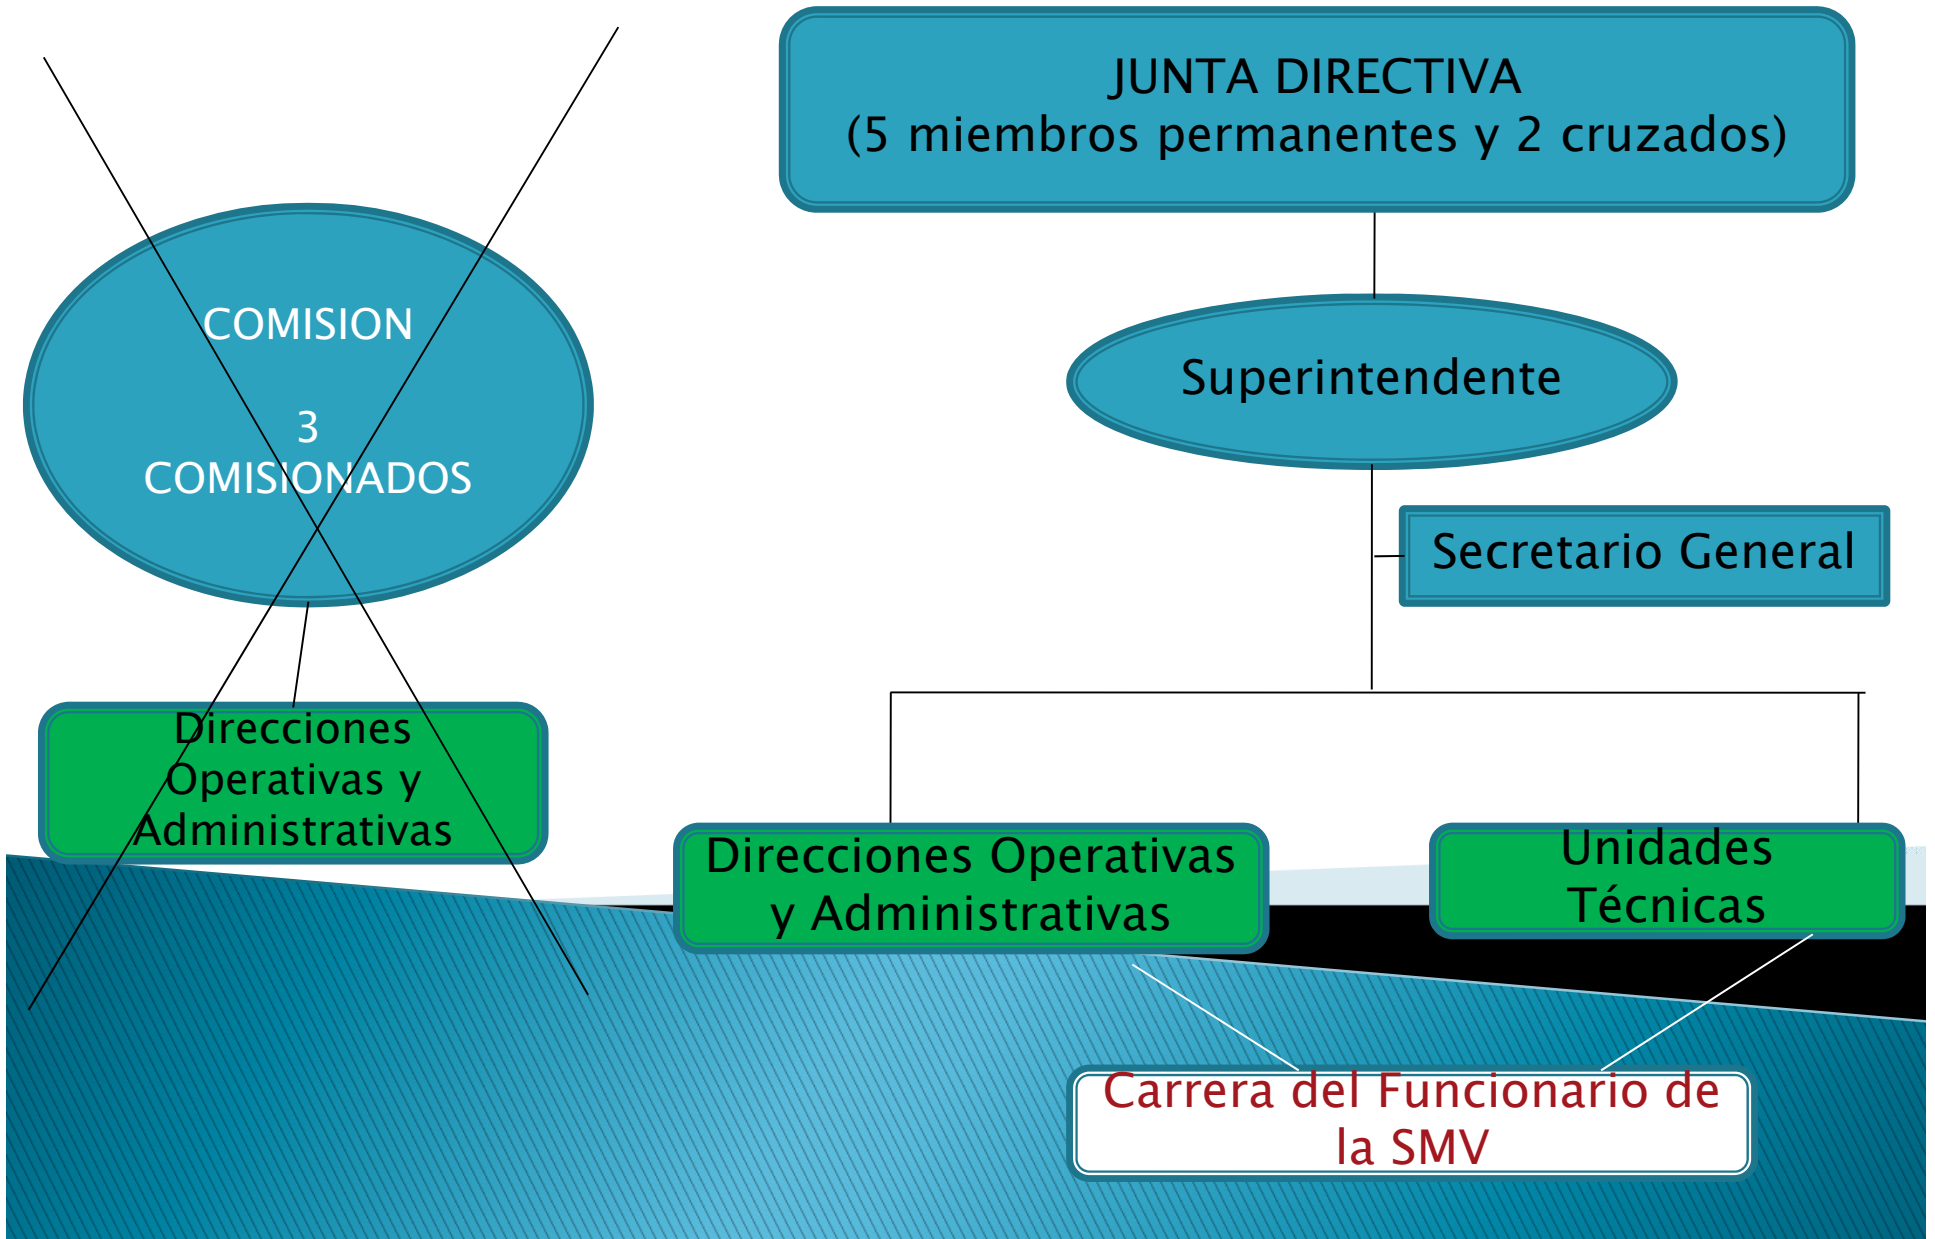 JUNTA DIRECTIVA
(5 miembros permanentes y 2 cruzados)
COMISION
3
COMISIONADOS
Superintendente
Secretario General
Direcciones
Operativas y
Administrativas
Direcciones Operativas
y Administrativas
Unidades
Técnicas
Carrera del Funcionario de
la SMV